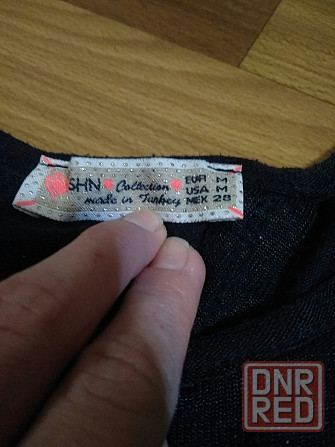 SHN Collection
made in Turkey
EUR M
USA M
MEX 28
DNR
RED